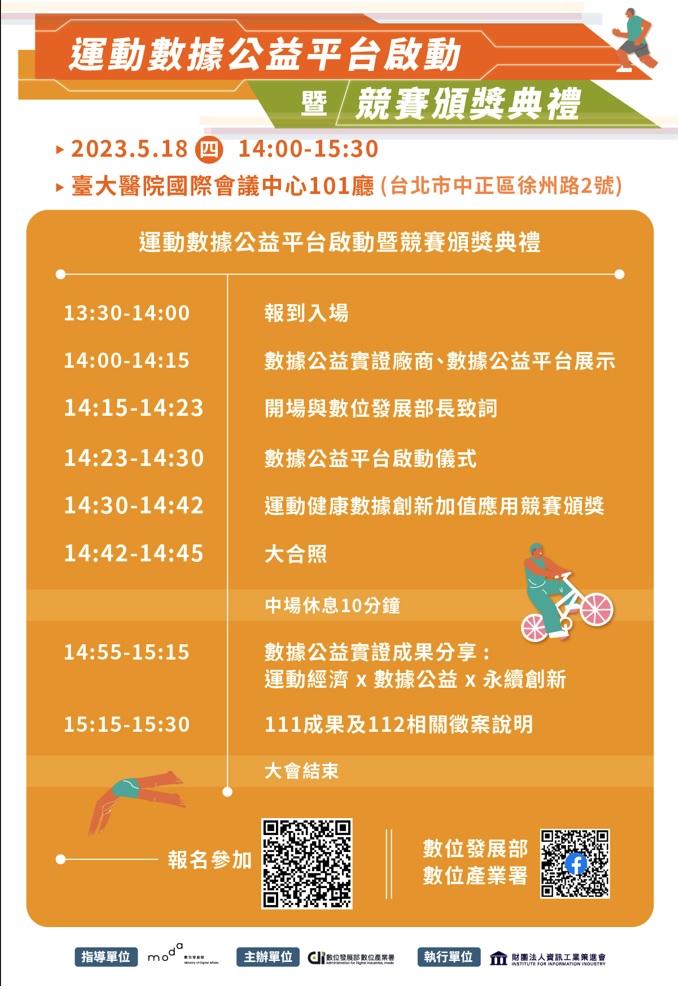 運動數據公益平台啟動
暨 競賽頒獎典禮
2023.5.18 四 14:00-15:30
臺大醫院國際會議中心101廳 (台北市中正區徐州路2號)
運動數據公益平台啟動暨競賽頒獎典禮
13:30-14:00 報到入場
14:00-14:15 數據公益實證廠商、數據公益平台展示
14:15-14:23 開場與數位發展部長致詞
14:23-14:30 數據公益平台啟動儀式
14:30-14:42 運動健康數據創新加值應用競賽頒獎
14:42-14:45 大合照
中場休息10分鐘
14:55-15:15 數據公益實證成果分享：
運動經濟 x 數據公益 x 永續創新
15:15-15:30 111成果及112相關徵案說明
大會結束
報名參加
數位發展部
數位產業署
指導單位 moda 數位發展部
Ministry of Digital Affairs
主辦單位 數位發展部數位產業署
Administration for Digital Industries, moda
執行單位 財團法人資訊工業策進會
INSTITUTE FOR INFORMATION INDUSTRY